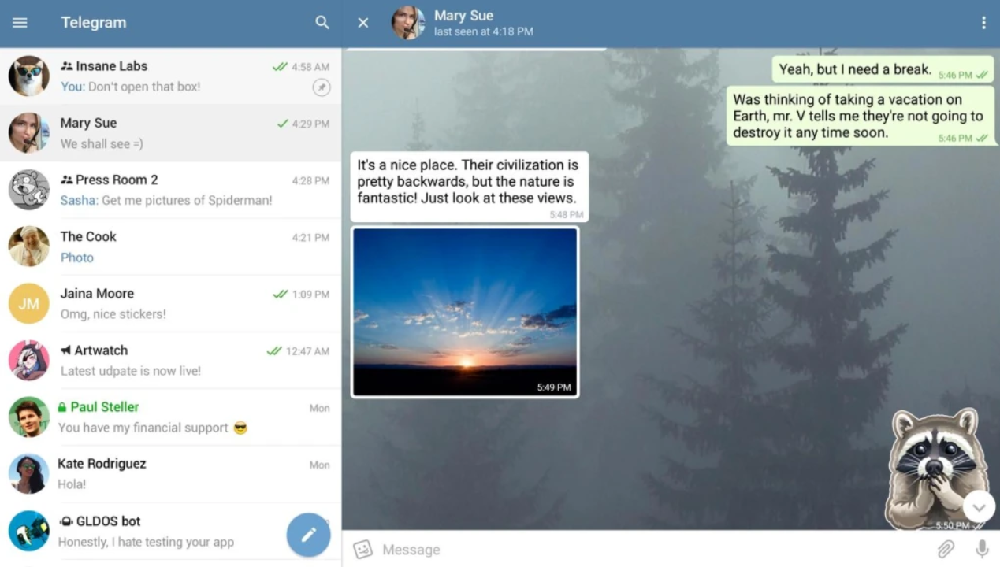 Telegram
Insane Labs
4:58 AM
You: Don't open that box!
Mary Sue
4:29 PM
We shall see =)
Press Room 2
4:28 PM
Sasha: Get me pictures of Spiderman!
The Cook
4:21 PM
Photo
JM
Jaina Moore
1:09 PM
Omg, nice stickers!
Artwatch
12:47 AM
Latest udpate is now live!
Paul Steller
Mon
You have my financial support 😎
Kate Rodriguez
Mon
Hola!
GLDOS bot
Honestly, I hate testing your app
Mary Sue
last seen at 4:18 PM
Yeah, but I need a break.
5:46 PM
Was thinking of taking a vacation on
Earth, mr. V tells me they're not going to
destroy it any time soon.
5:46 PM
It's a nice place. Their civilization is
pretty backwards, but the nature is
fantastic! Just look at these views.
5:48 PM
5:49 PM
5:50 PM
Message